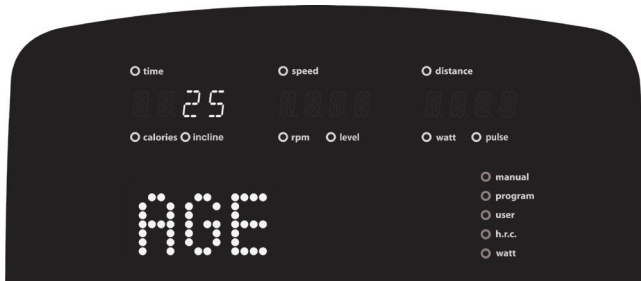 time speed distance
25
calories incline rpm level watt pulse
manual
program
user
h.r.c.
watt
AGE